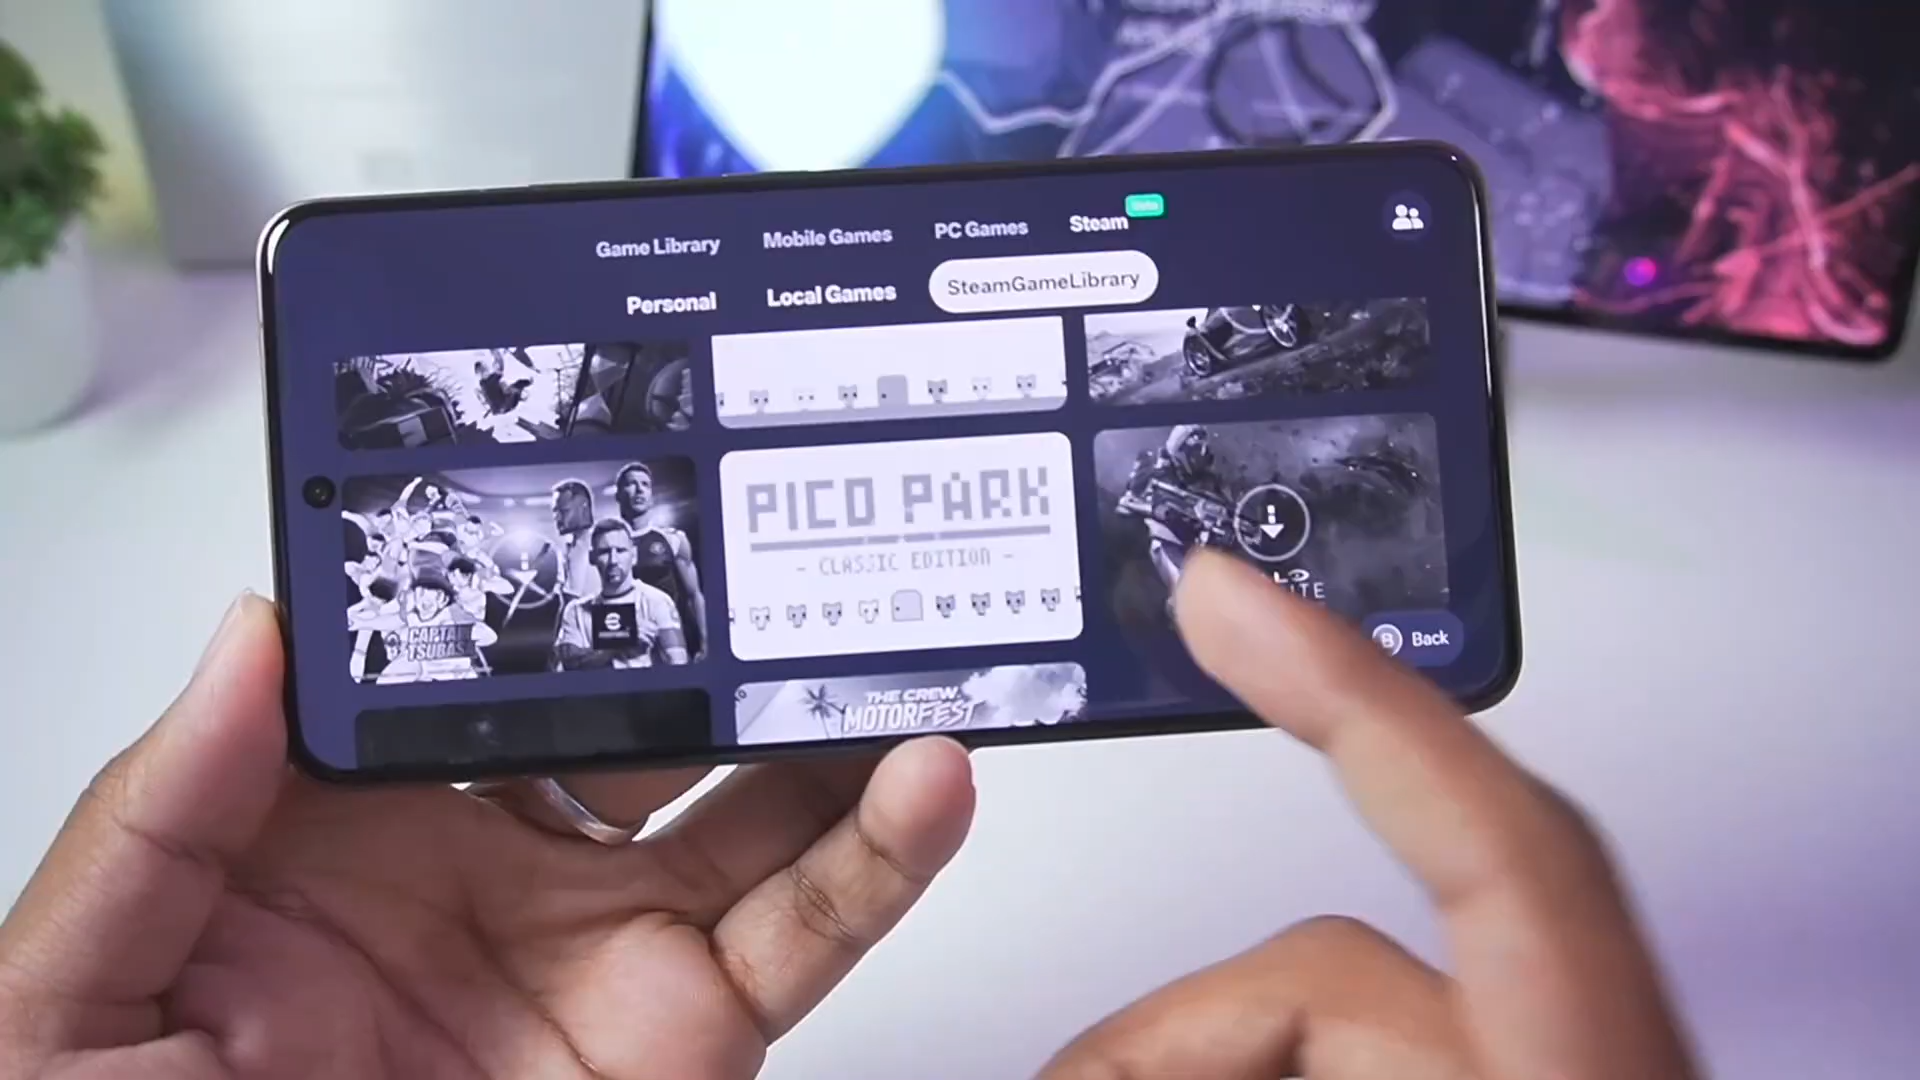 Game Library
Mobile Games
PC Games
Steam
Beta
Personal
Local Games
SteamGameLibrary
CAPTAIN
TSUBASA
PICO PARK
- CLASSIC EDITION -
B
Back
THE CREW
MOTORFEST